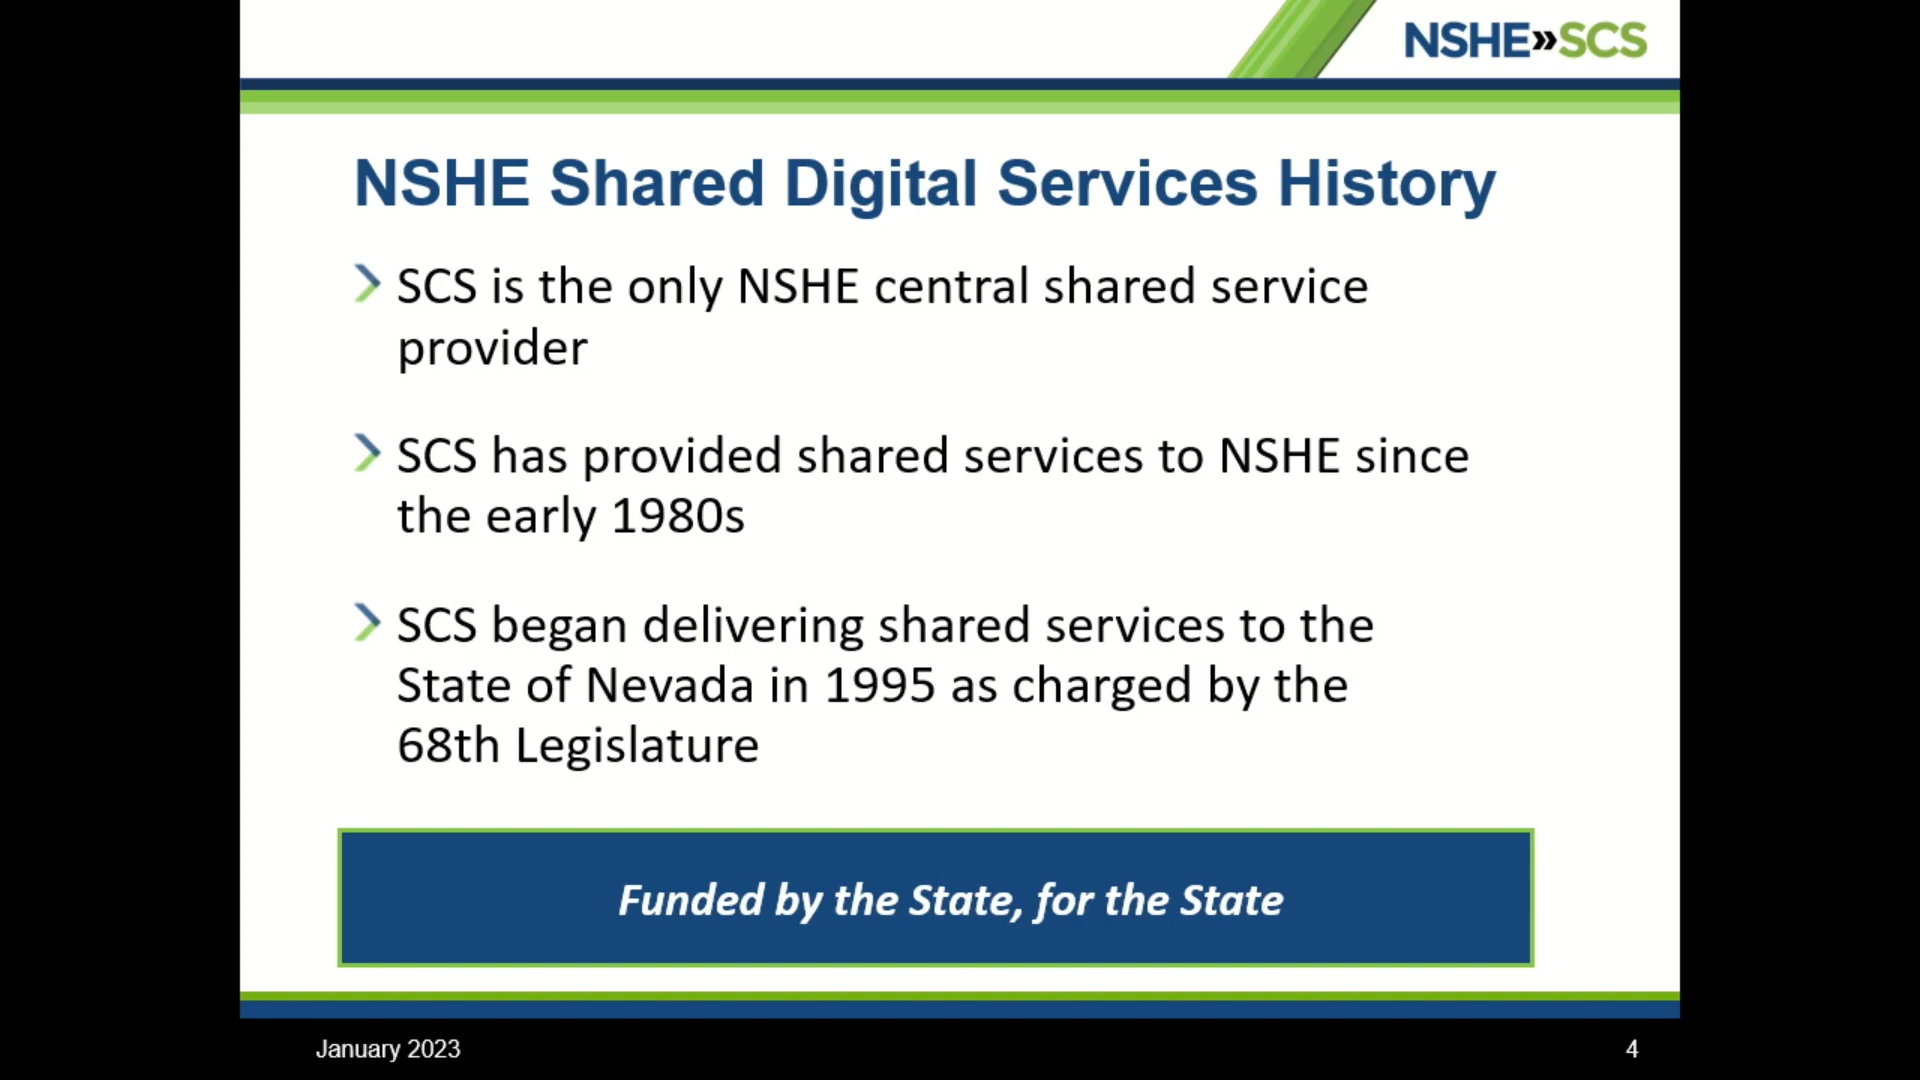 NSHE»SCS
NSHE Shared Digital Services History
SCS is the only NSHE central shared service
provider
SCS has provided shared services to NSHE since
the early 1980s
SCS began delivering shared services to the
State of Nevada in 1995 as charged by the
68th Legislature
Funded by the State, for the State
January 2023
4